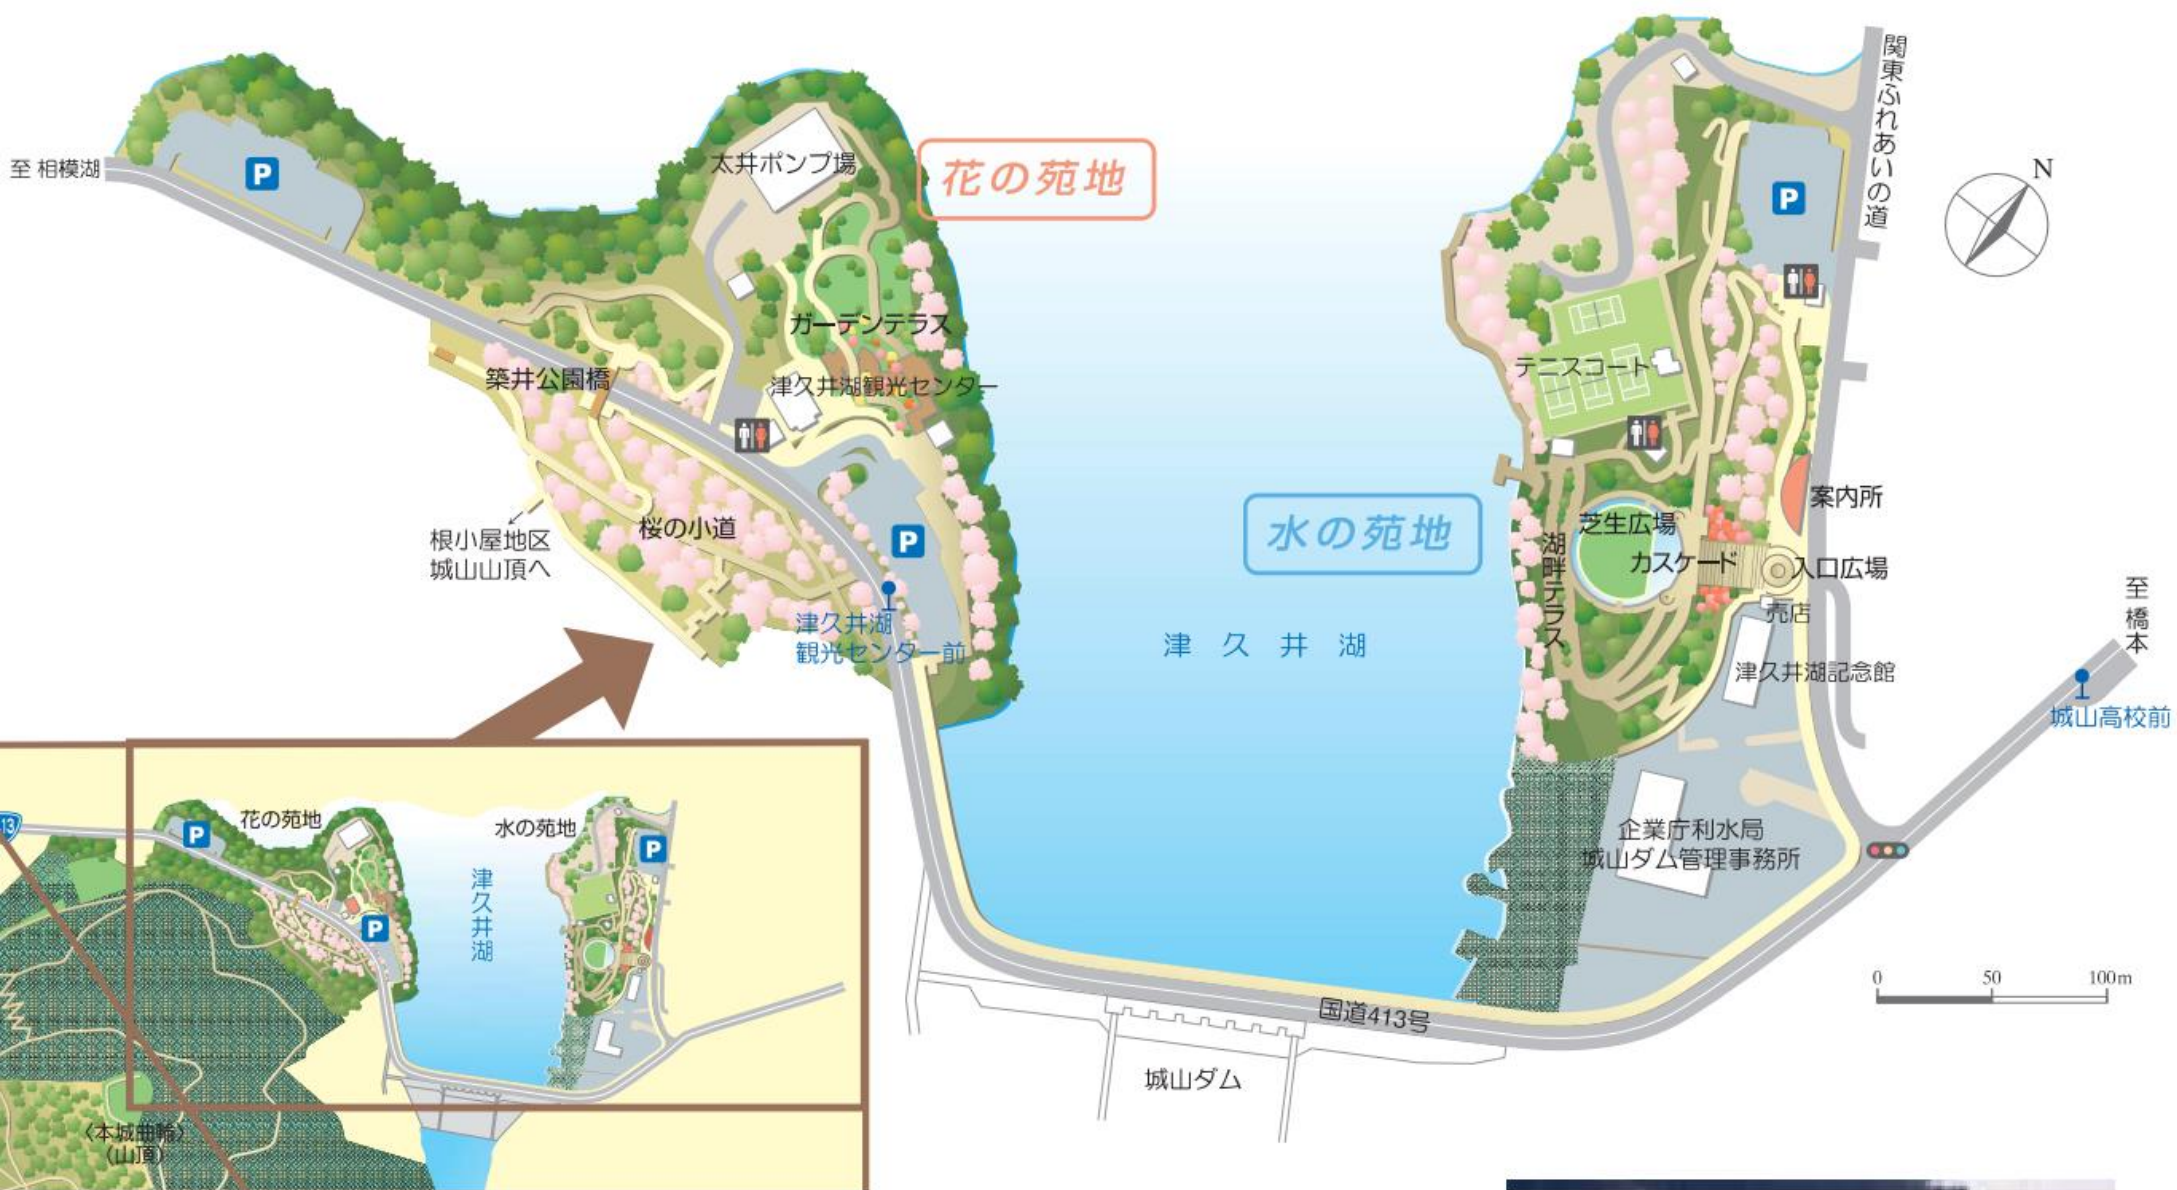 至 相模湖
P
太井ポンプ場
花の苑地
ガーデンテラス
津久井湖観光センター
築井公園橋
桜の小道
根小屋地区
城山山頂へ
P
津久井湖
観光センター前
水の苑地
津久井湖
関東ふれあいの道
N
P
テニスコート
案内所
芝生広場
カスケード
入口広場
湖畔テラス
売店
津久井湖記念館
至橋本
城山高校前
企業庁利水局
城山ダム管理事務所
0 50 100m
国道413号
城山ダム
13
P
花の苑地
水の苑地
P
津久井湖
P
〈本城曲輪〉
(山頂)